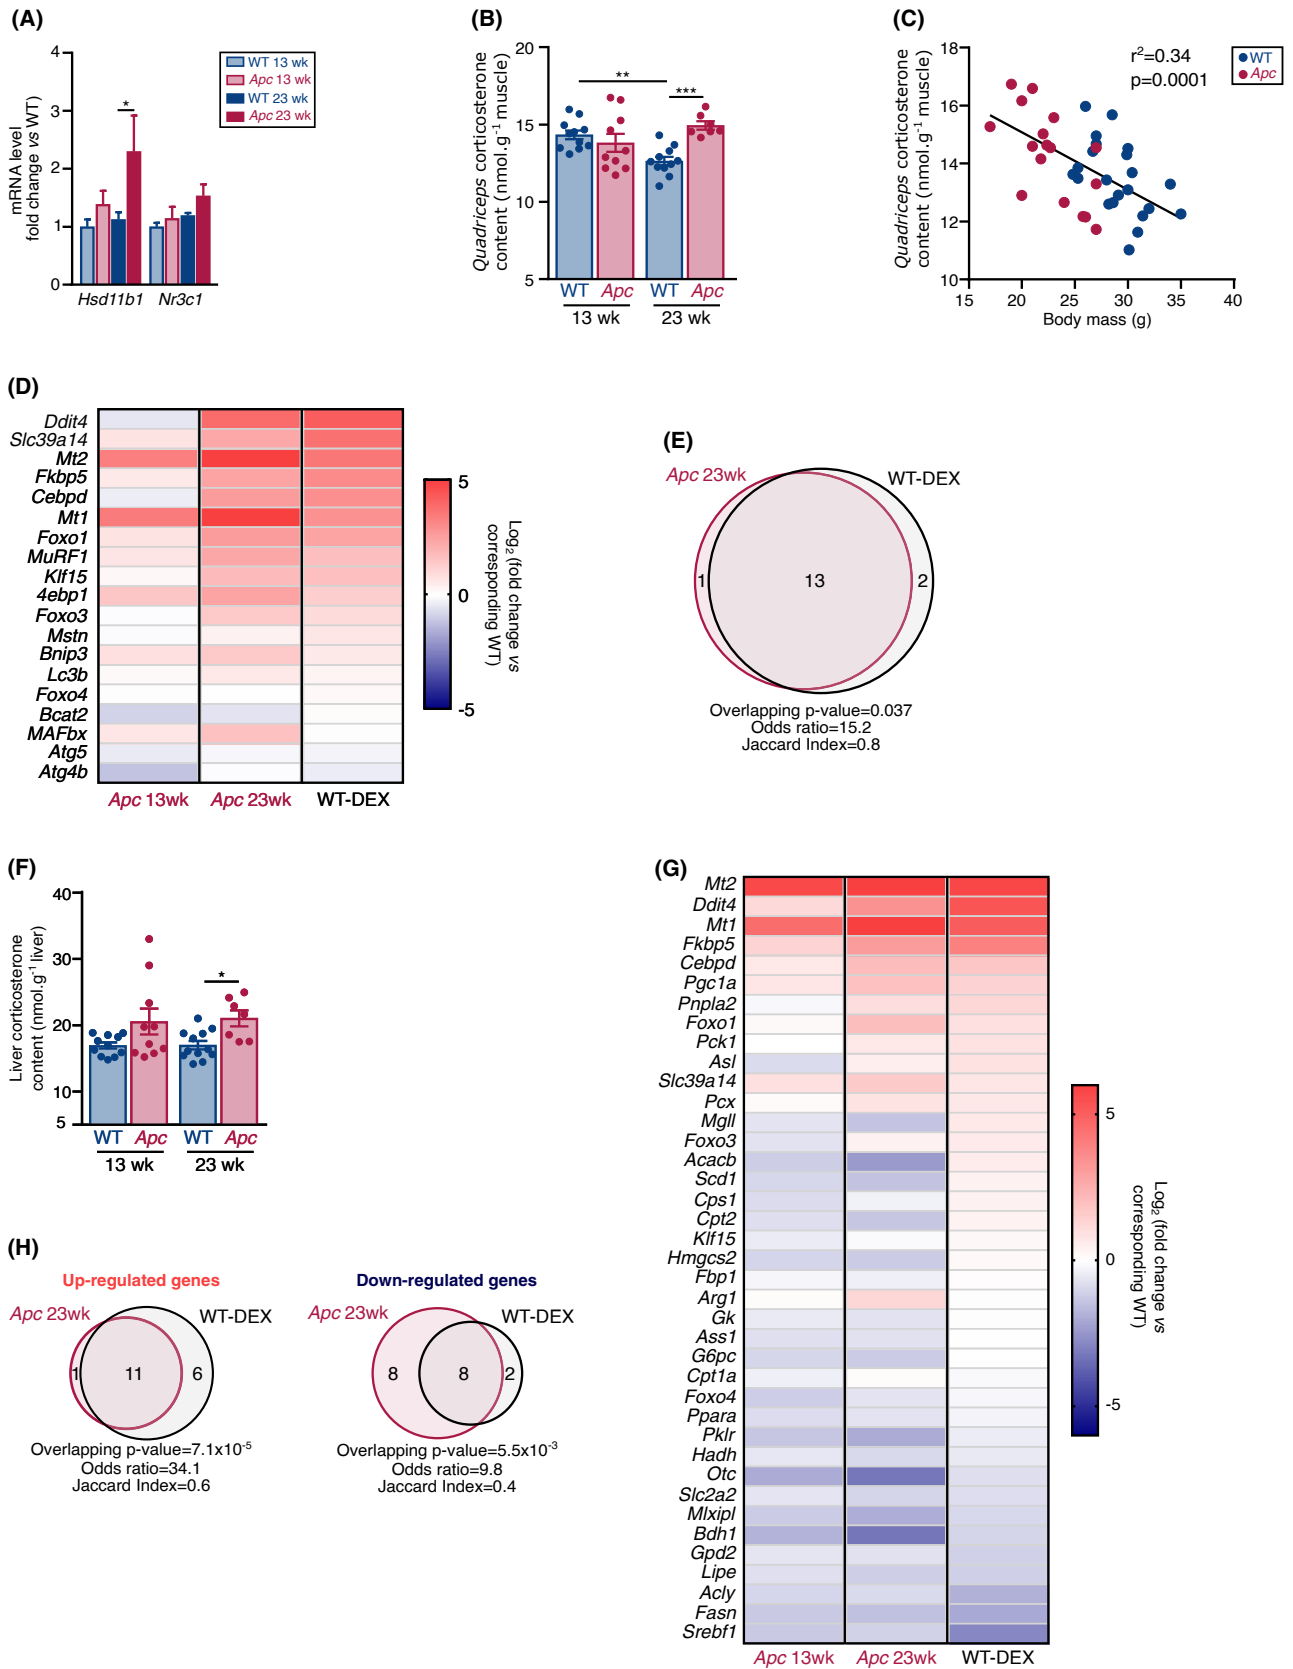 (A)
mRNA level
fold change vs WT)
4
3
2
1
0
*
Hsd11b1 Nr3c1
WT 13 wk
Apc 13 wk
WT 23 wk
Apc 23 wk
(B)
Quadriceps corticosterone
content (nmol.g-1 muscle)
20
15
10
5
**
***
WT Apc WT Apc
13 wk 23 wk
(C)
Quadriceps corticosterone
content (nmol.g-1 muscle)
18
16
14
12
10
r2=0.34
p=0.0001
WT
Apc
15 20 25 30 35 40
Body mass (g)
(D)
Ddit4
Slc39a14
Mt2
Fkbp5
Cebpd
Mt1
Foxo1
MuRF1
Klf15
4ebp1
Foxo3
Mstn
Bnip3
Lc3b
Foxo4
Bcat2
MAFbx
Atg5
Atg4b
Apc 13wk Apc 23wk WT-DEX
5
0
-5
Log2 (fold change vs
corresponding WT)
(E)
Apc 23wk
WT-DEX
1 13 2
Overlapping p-value=0.037
Odds ratio=15.2
Jaccard Index=0.8
(F)
Liver corticosterone
content (nmol.g-1 liver)
40
30
20
10
5
*
WT Apc WT Apc
13 wk 23 wk
(G)
Mt2
Ddit4
Mt1
Fkbp5
Cebpd
Pgc1a
Pnpla2
Foxo1
Pck1
Asl
Slc39a14
Pcx
Mgll
Foxo3
Acacb
Scd1
Cps1
Cpt2
Klf15
Hmgcs2
Fbp1
Arg1
Gk
Ass1
G6pc
Cpt1a
Foxo4
Ppara
Pklr
Hadh
Otc
Slc2a2
Mlxipl
Bdh1
Gpd2
Lipe
Acly
Fasn
Srebf1
Apc 13wk Apc 23wk WT-DEX
5
0
-5
Log2 (fold change vs
corresponding WT)
(H)
Up-regulated genes
Apc 23wk
WT-DEX
1 11 6
Overlapping p-value=7.1x10-5
Odds ratio=34.1
Jaccard Index=0.6
Down-regulated genes
Apc 23wk
WT-DEX
8 8 2
Overlapping p-value=5.5x10-3
Odds ratio=9.8
Jaccard Index=0.4